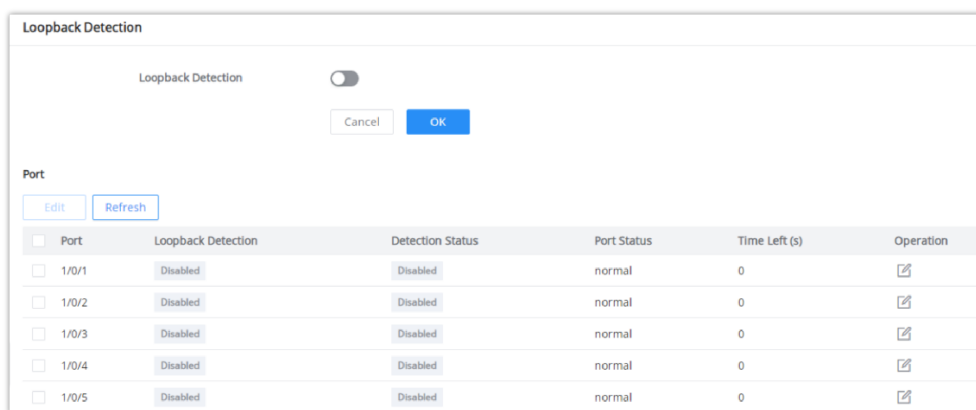 Loopback Detection
Loopback Detection
Cancel OK
Port
Edit Refresh
Port Loopback Detection Detection Status Port Status Time Left (s) Operation
1/0/1 Disabled Disabled normal 0
1/0/2 Disabled Disabled normal 0
1/0/3 Disabled Disabled normal 0
1/0/4 Disabled Disabled normal 0
1/0/5 Disabled Disabled normal 0